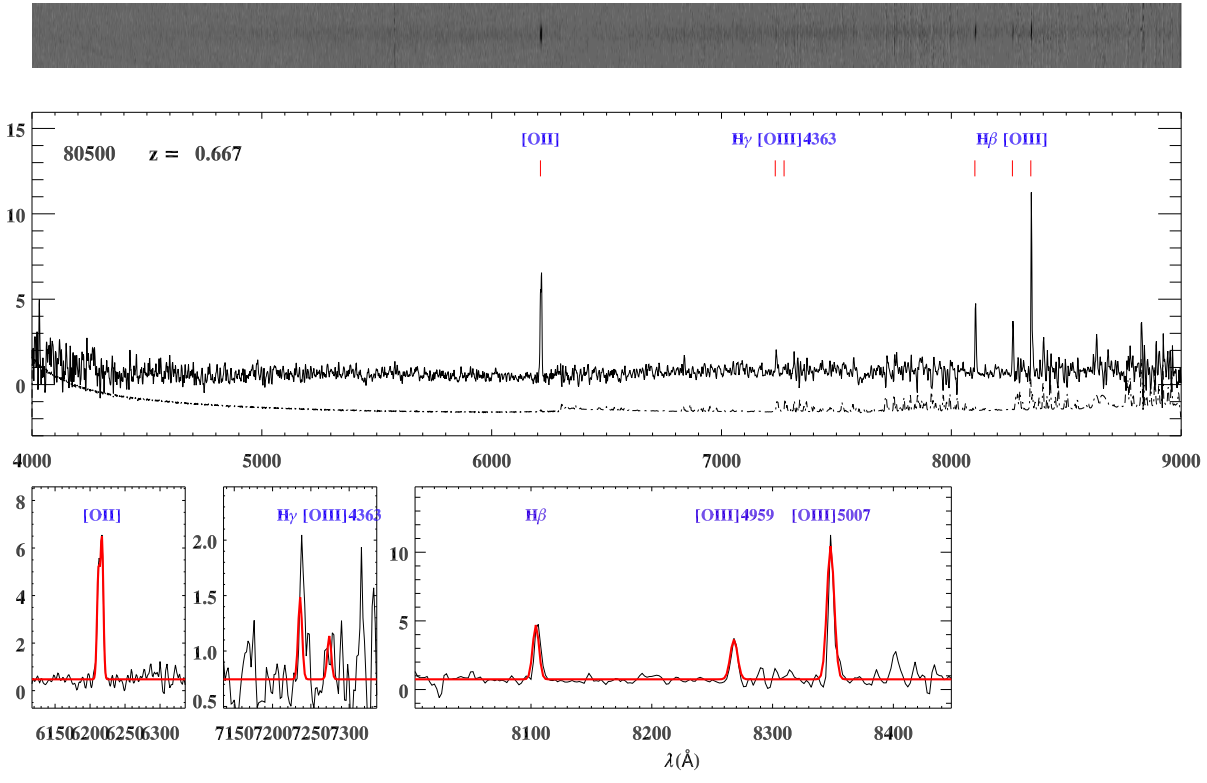 [OII] Hγ [OIII]4363 Hβ [OIII]
80500 z = 0.667
15
10
5
0
4000 5000 6000 7000 8000 9000
[OII]
8
6
4
2
0
6150 6200 6250 6300
Hγ [OIII]4363
2.0
1.5
1.0
0.5
7150 7200 7250 7300
Hβ [OIII]4959 [OIII]5007
10
5
0
8100 8200 8300 8400
λ(Å)